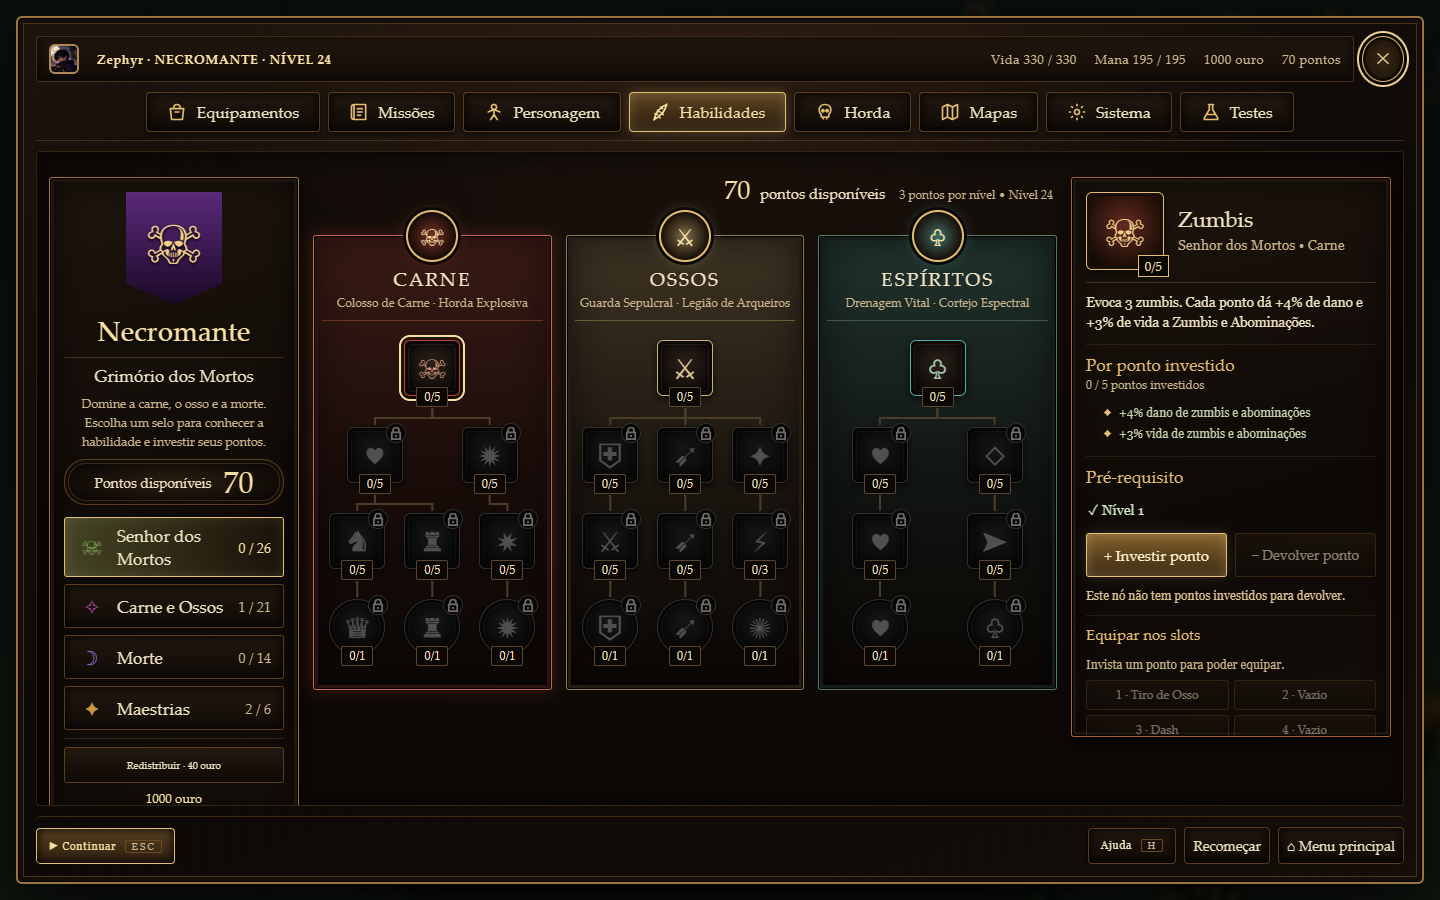 Zephyr · NECROMANTE · NÍVEL 24
Vida 330 / 330 Mana 195 / 195 1000 ouro 70 pontos
Equipamentos Missões Personagem Habilidades Horda Mapas Sistema Testes
Necromante
Grimório dos Mortos
Domine a carne, o osso e a morte.
Escolha um selo para conhecer a
habilidade e investir seus pontos.
Pontos disponíveis 70
Senhor dos
Mortos
0 / 26
Carne e Ossos 1 / 21
Morte 0 / 14
Maestrias 2 / 6
Redistribuir · 40 ouro
1000 ouro
70 pontos disponíveis 3 pontos por nível • Nível 24
CARNE
Colosso de Carne · Horda Explosiva
0/5
0/5 0/5
0/5 0/5 0/5
0/1 0/1 0/1
OSSOS
Guarda Sepulcral · Legião de Arqueiros
0/5
0/5 0/5 0/5
0/5 0/5 0/3
0/1 0/1 0/1
ESPÍRITOS
Drenagem Vital · Cortejo Espectral
0/5
0/5 0/5
0/5 0/5
0/1 0/1
Zumbis
Senhor dos Mortos • Carne
0/5
Evoca 3 zumbis. Cada ponto dá +4% de dano e
+3% de vida a Zumbis e Abominações.
Por ponto investido
0 / 5 pontos investidos
+4% dano de zumbis e abominações
+3% vida de zumbis e abominações
Pré-requisito
✓ Nível 1
+ Investir ponto − Devolver ponto
Este nó não tem pontos investidos para devolver.
Equipar nos slots
Invista um ponto para poder equipar.
1 · Tiro de Osso 2 · Vazio
3 · Dash 4 · Vazio
▶ Continuar ESC
Ajuda H Recomeçar ⌂ Menu principal